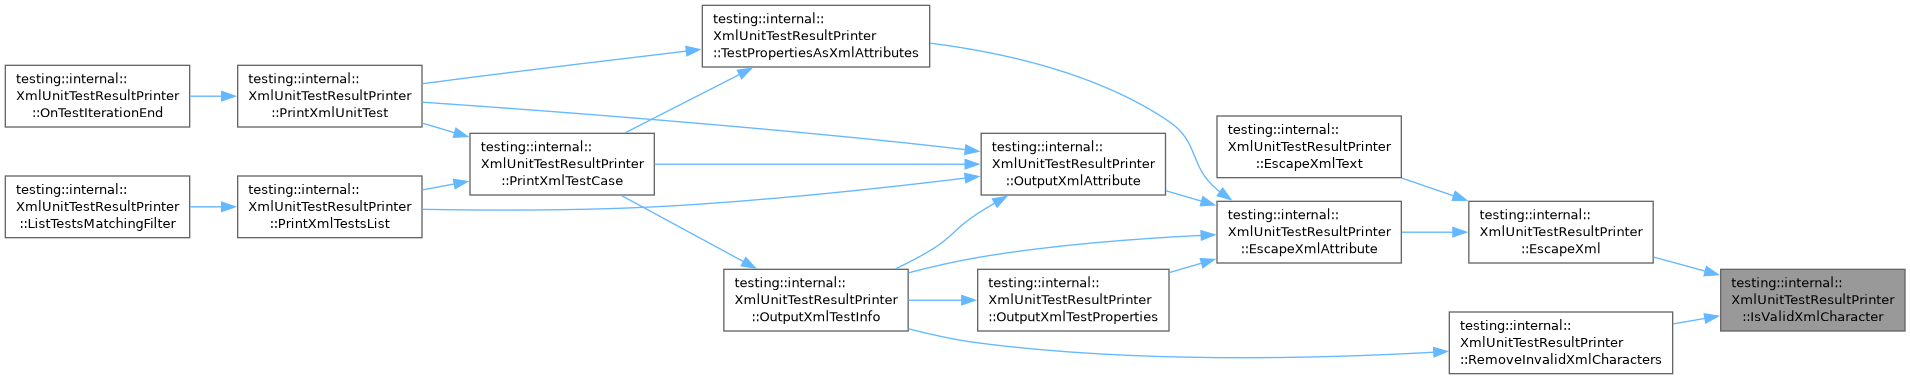 testing::internal::
XmlUnitTestResultPrinter
::OnTestIterationEnd
testing::internal::
XmlUnitTestResultPrinter
::ListTestsMatchingFilter
testing::internal::
XmlUnitTestResultPrinter
::PrintXmlUnitTest
testing::internal::
XmlUnitTestResultPrinter
::PrintXmlTestsList
testing::internal::
XmlUnitTestResultPrinter
::PrintXmlTestCase
testing::internal::
XmlUnitTestResultPrinter
::TestPropertiesAsXmlAttributes
testing::internal::
XmlUnitTestResultPrinter
::OutputXmlTestInfo
testing::internal::
XmlUnitTestResultPrinter
::OutputXmlAttribute
testing::internal::
XmlUnitTestResultPrinter
::OutputXmlTestProperties
testing::internal::
XmlUnitTestResultPrinter
::EscapeXmlText
testing::internal::
XmlUnitTestResultPrinter
::EscapeXmlAttribute
testing::internal::
XmlUnitTestResultPrinter
::EscapeXml
testing::internal::
XmlUnitTestResultPrinter
::RemoveInvalidXmlCharacters
testing::internal::
XmlUnitTestResultPrinter
::IsValidXmlCharacter